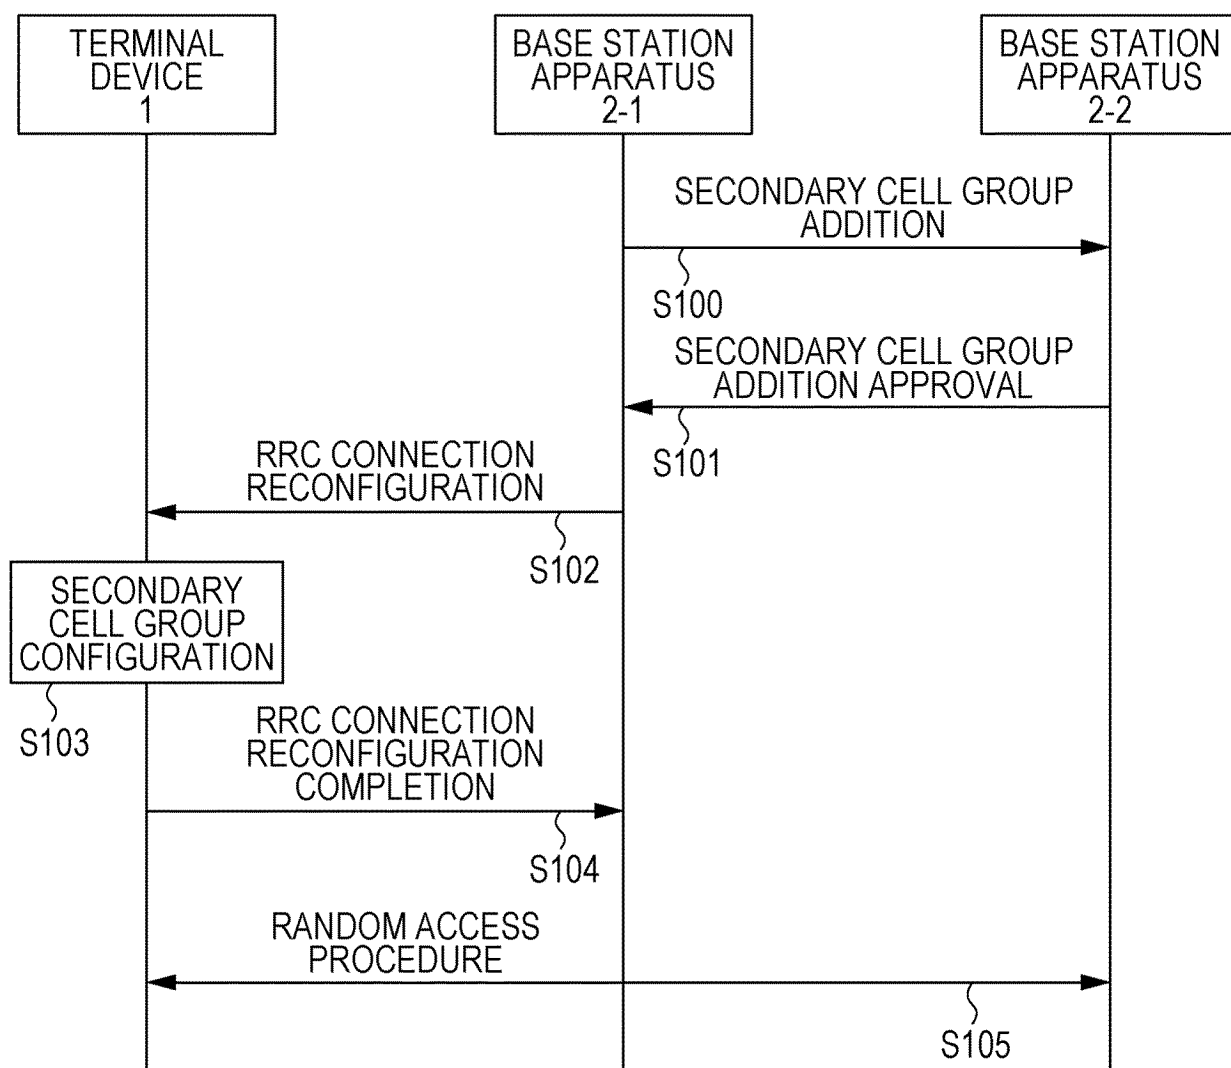 TERMINAL
DEVICE
1
BASE STATION
APPARATUS
2-1
BASE STATION
APPARATUS
2-2
SECONDARY CELL GROUP
ADDITION
S100
SECONDARY CELL GROUP
ADDITION APPROVAL
S101
RRC CONNECTION
RECONFIGURATION
S102
SECONDARY
CELL GROUP
CONFIGURATION
S103
RRC CONNECTION
RECONFIGURATION
COMPLETION
S104
RANDOM ACCESS
PROCEDURE
S105